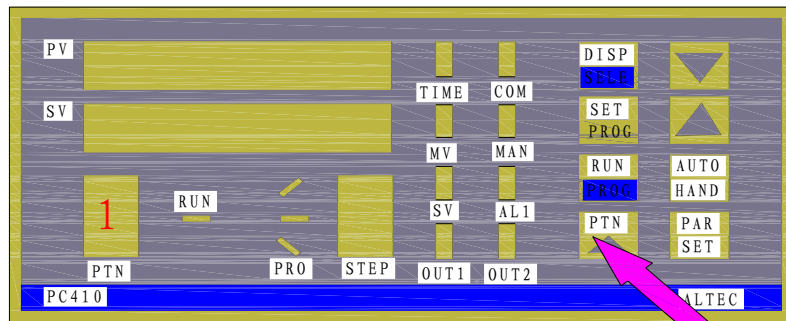 PV
DISP
SELE
TIME
COM
SV
SET
PROG
MV
MAN
RUN
PROG
AUTO
HAND
RUN
1
SV
AL1
PTN
PAR
SET
PTN
PRO
STEP
OUT1
OUT2
PC410
ALTEC